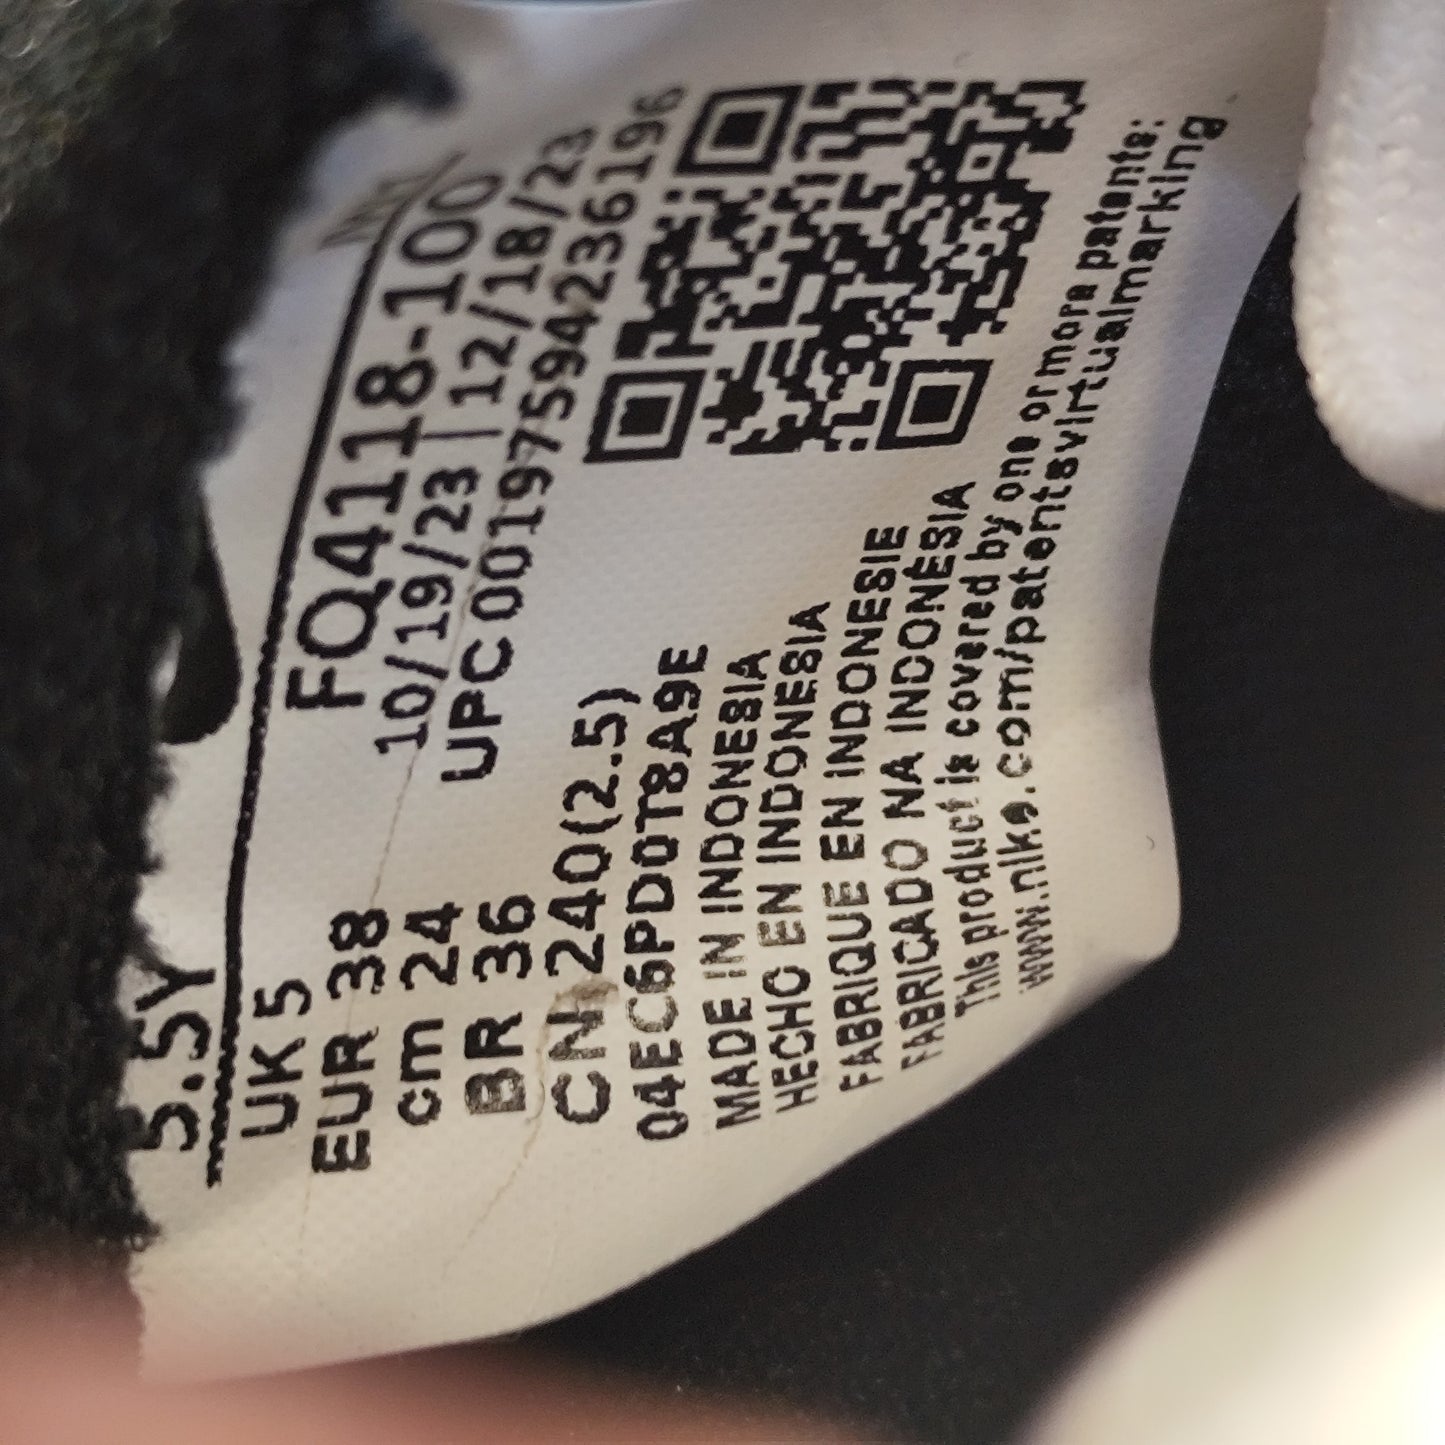 5.5Y
UK 5
EUR 38
cm 24
BR 36
CN 240(2.5)
04EC6PD0T8A9E
FQ4118-100
10/19/23 | 12/18/23
UPC00197594236196
MADE IN INDONESIA
HECHO EN INDONESIA
FABRIQUE EN INDONESIE
FABRICADO NA INDONÉSIA
This product is covered by one or more patents:
www.nike.com/patentsvirtualmarking